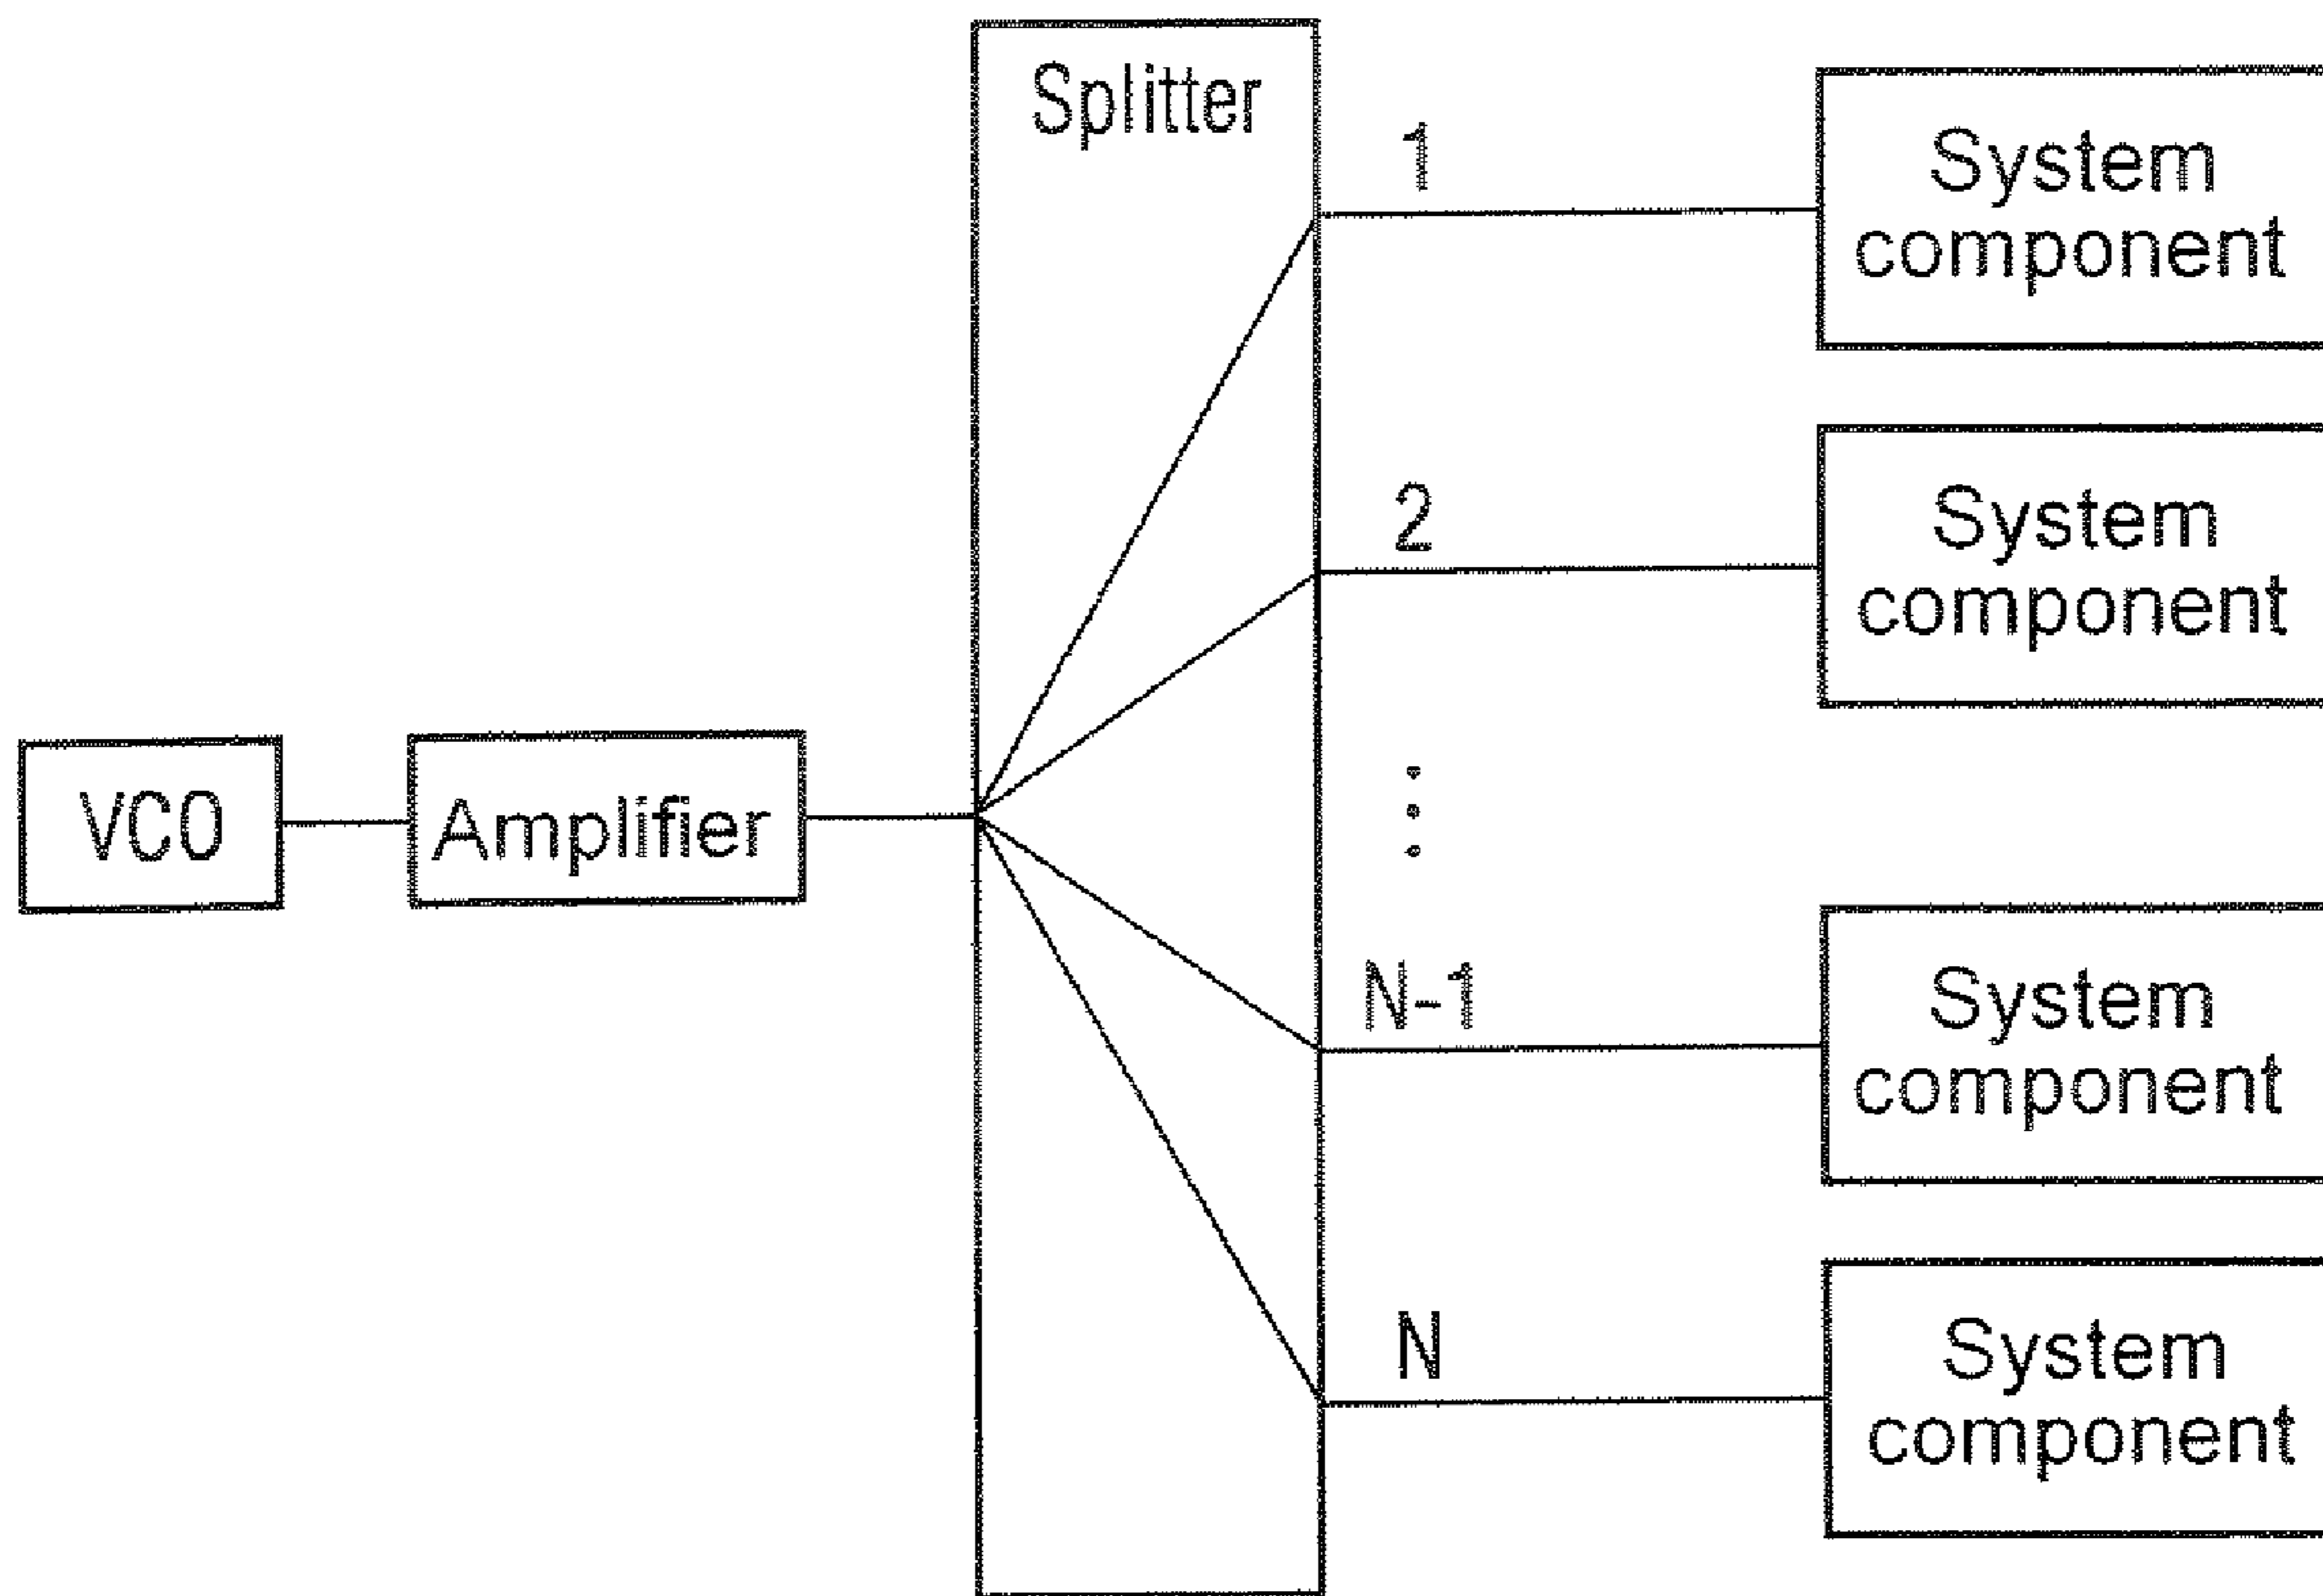 Splitter
1
System
component
2
System
component
VCO
Amplifier
N-1
System
component
N
System
component